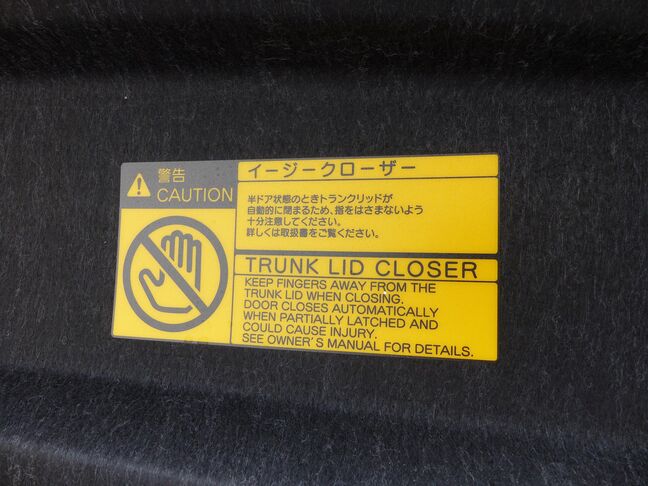 警告
CAUTION
イージークローザー
半ドア状態のときトランクリッドが
自動的に閉まるため、指をはさまないよう
十分注意してください。
詳しくは取扱書をご覧ください。
TRUNK LID CLOSER
KEEP FINGERS AWAY FROM THE
TRUNK LID WHEN CLOSING.
DOOR CLOSES AUTOMATICALLY
WHEN PARTIALLY LATCHED AND
COULD CAUSE INJURY.
SEE OWNER'S MANUAL FOR DETAILS.